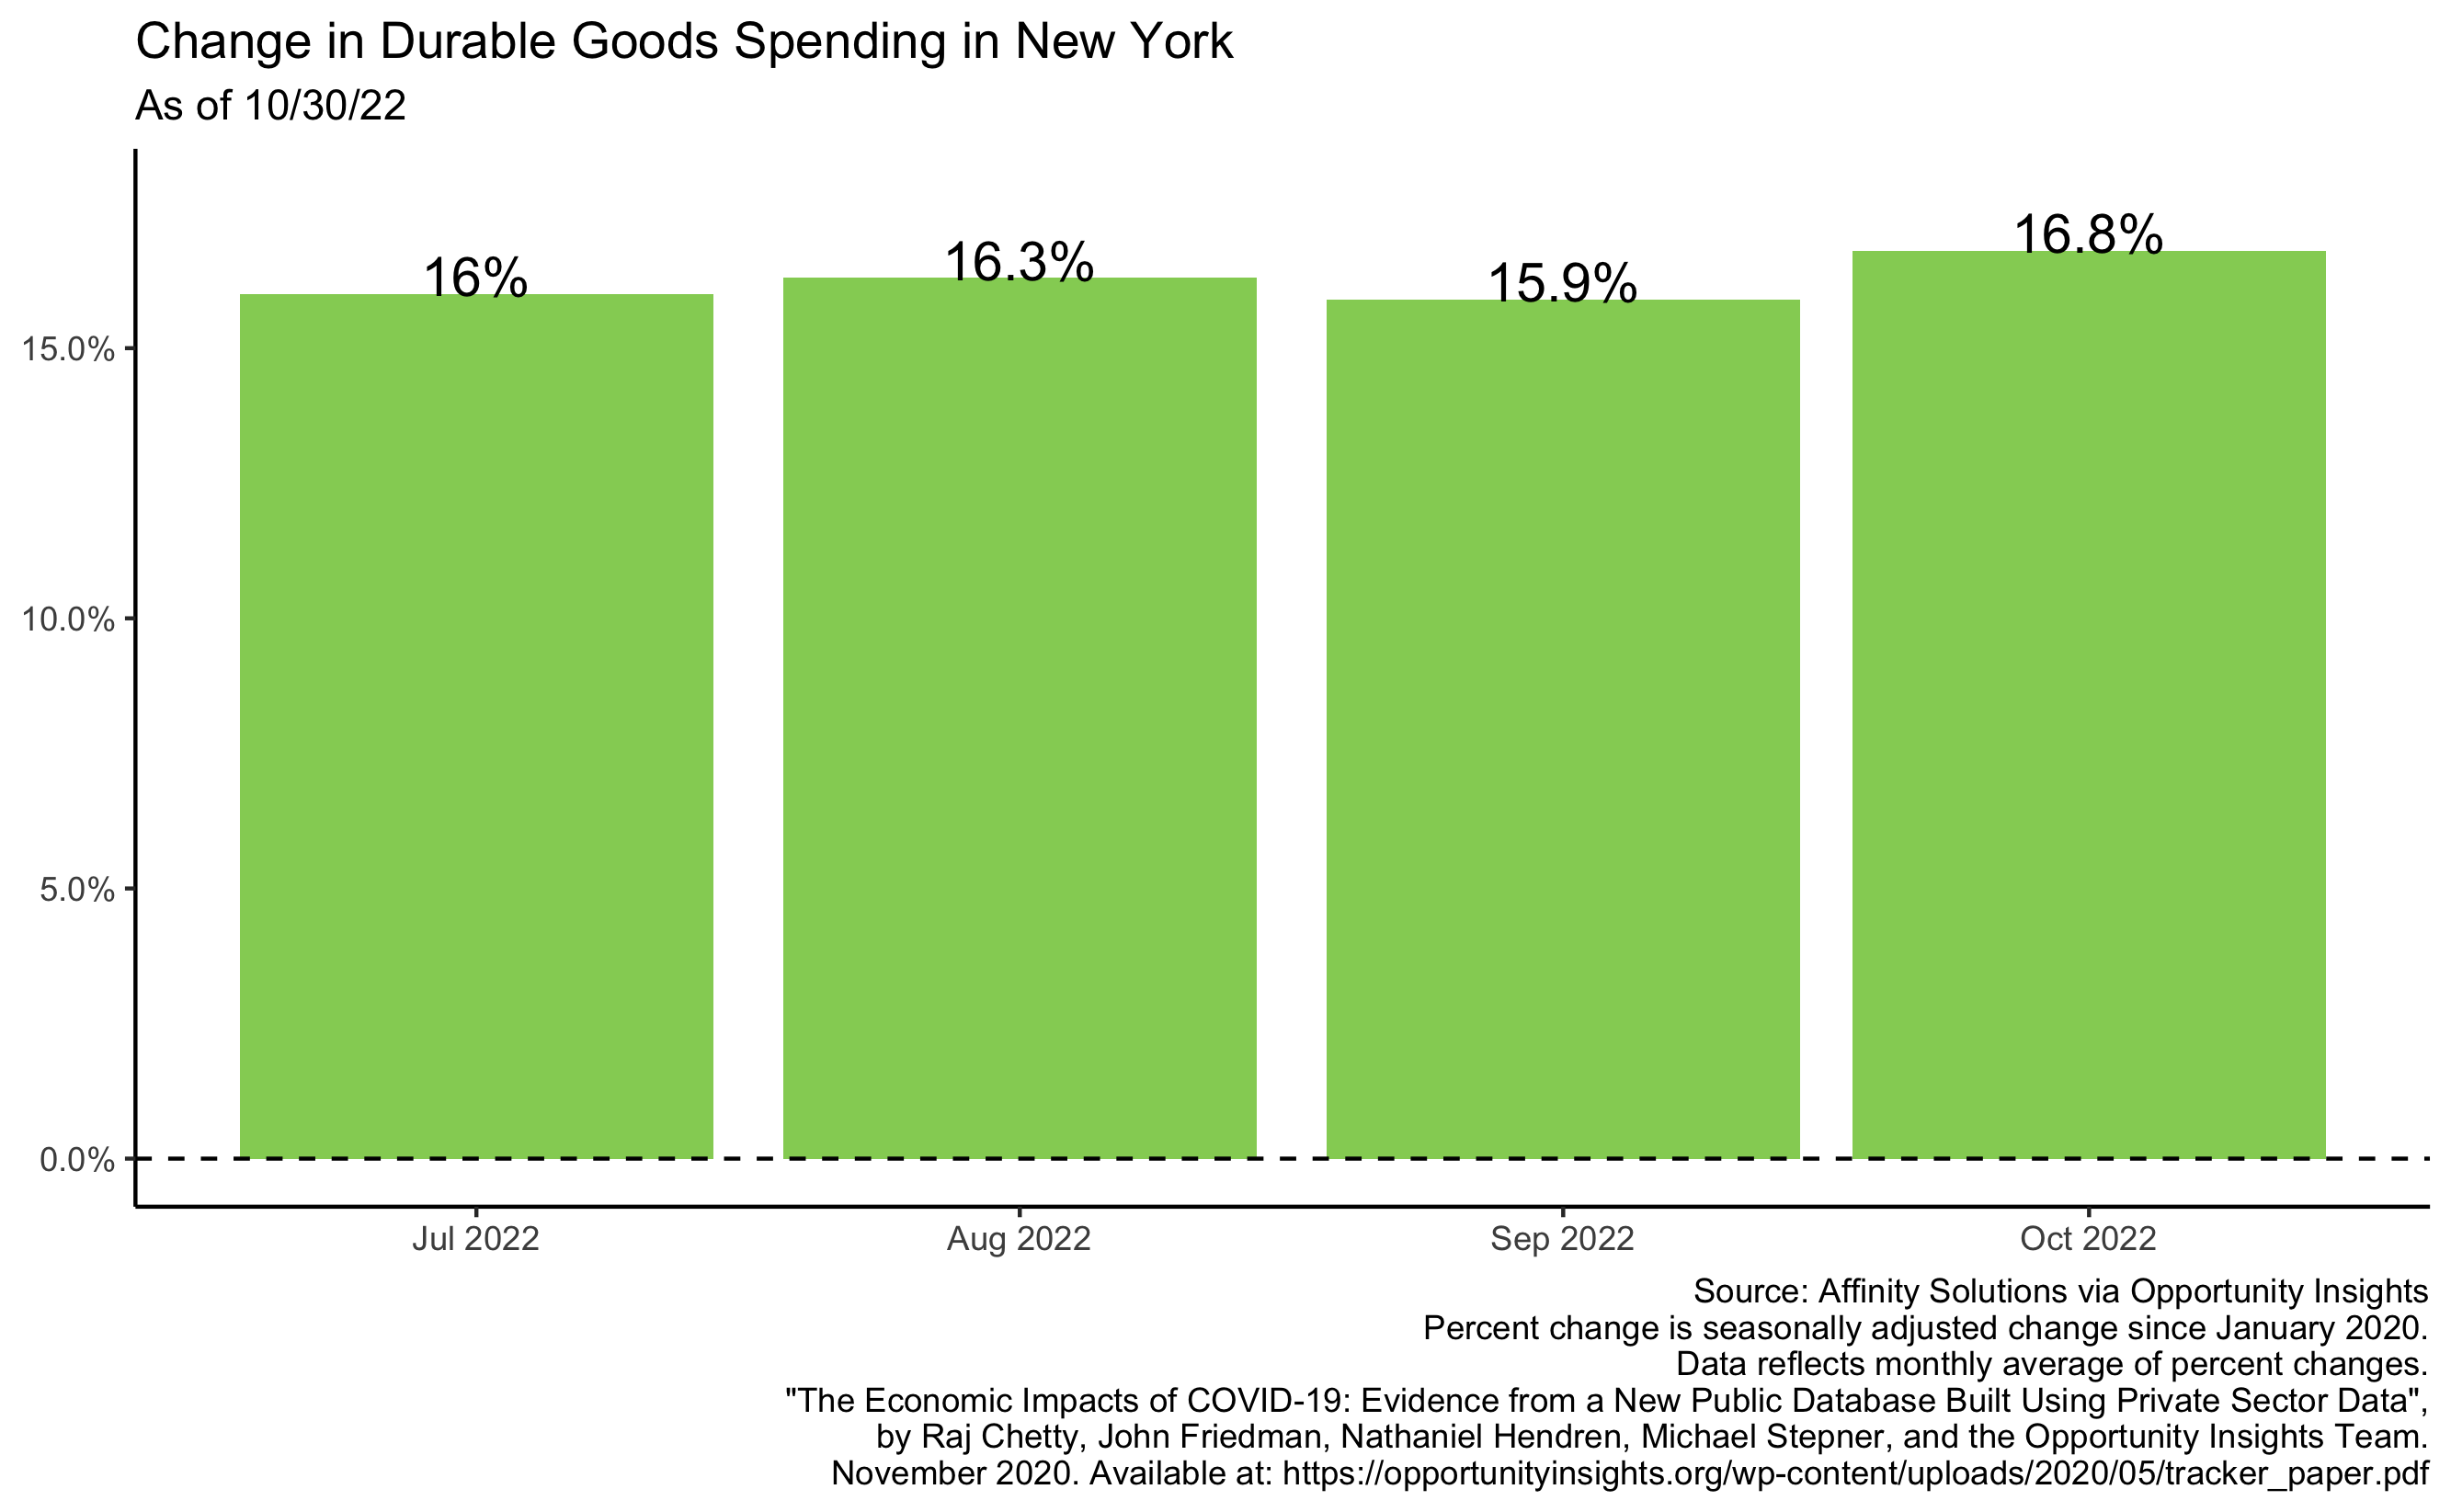 Change in Durable Goods Spending in New York
As of 10/30/22
16%
16.3%
15.9%
16.8%
15.0%
10.0%
5.0%
0.0%
Jul 2022
Aug 2022
Sep 2022
Oct 2022
Source: Affinity Solutions via Opportunity Insights
Percent change is seasonally adjusted change since January 2020.
Data reflects monthly average of percent changes.
"The Economic Impacts of COVID-19: Evidence from a New Public Database Built Using Private Sector Data",
by Raj Chetty, John Friedman, Nathaniel Hendren, Michael Stepner, and the Opportunity Insights Team.
November 2020. Available at: https://opportunityinsights.org/wp-content/uploads/2020/05/tracker_paper.pdf